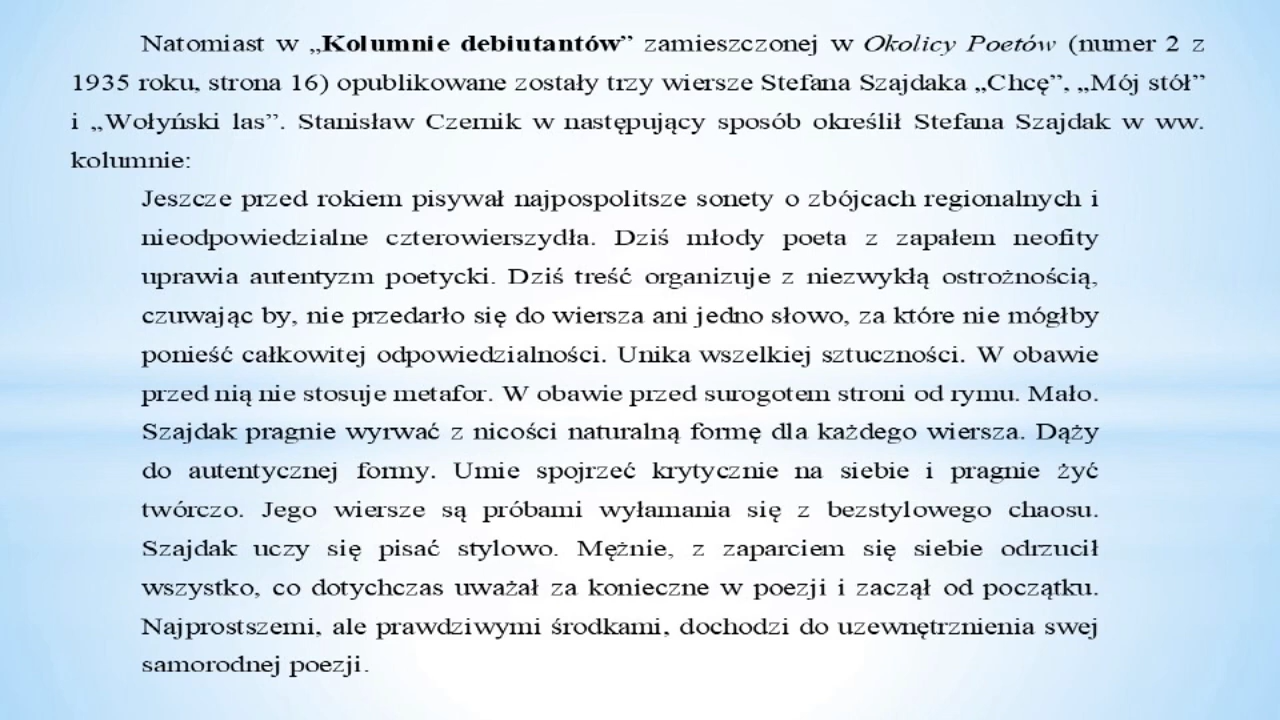 Natomiast w „Kolumnie debiutantów” zamieszczonej w Okolicy Poetów (numer 2 z
1935 roku, strona 16) opublikowane zostały trzy wiersze Stefana Szajdaka „Chcę”, „Mój stół”
i „Wołyński las”. Stanisław Czernik w następujący sposób określił Stefana Szajdak w ww.
kolumnie:
Jeszcze przed rokiem pisywał najpospolitsze sonety o zbójcach regionalnych i
nieodpowiedzialne czterowierszydła. Dziś młody poeta z zapałem neofity
uprawia autentyzm poetycki. Dziś treść organizuje z niezwykłą ostrożnością,
czuwając by, nie przedarło się do wiersza ani jedno słowo, za które nie mógłby
ponieść całkowitej odpowiedzialności. Unika wszelkiej sztuczności. W obawie
przed nią nie stosuje metafor. W obawie przed surogotem stroni od rymu. Mało.
Szajdak pragnie wyrwać z nicości naturalną formę dla każdego wiersza. Dąży
do autentycznej formy. Umie spojrzeć krytycznie na siebie i pragnie żyć
twórczo. Jego wiersze są próbami wyłamania się z bezstylowego chaosu.
Szajdak uczy się pisać stylowo. Mężnie, z zaparciem się siebie odrzucił
wszystko, co dotychczas uważał za konieczne w poezji i zaczął od początku.
Najprostszemi, ale prawdziwymi środkami, dochodzi do uzewnętrznienia swej
samorodnej poezji.